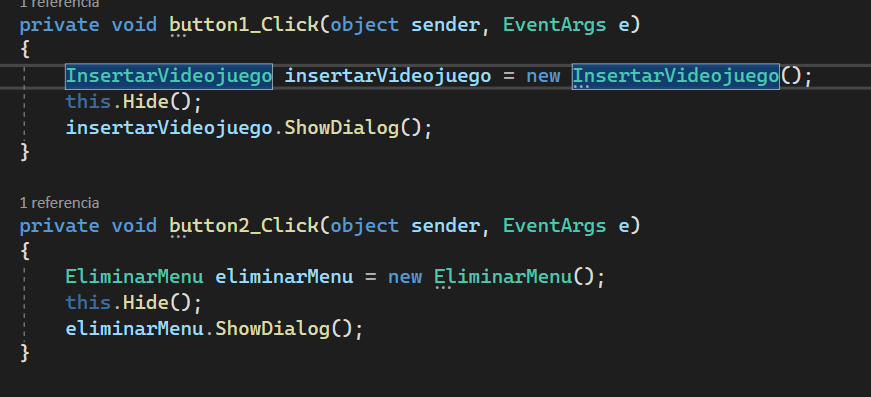 1 referencia
private void button1_Click(object sender, EventArgs e)
{
InsertarVideojuego insertarVideojuego = new InsertarVideojuego();
this.Hide();
insertarVideojuego.ShowDialog();
}
1 referencia
private void button2_Click(object sender, EventArgs e)
{
EliminarMenu eliminarMenu = new EliminarMenu();
this.Hide();
eliminarMenu.ShowDialog();
}